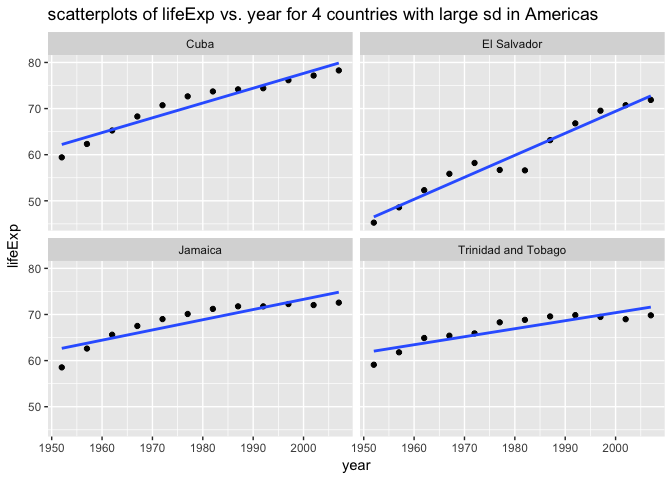 scatterplots of lifeExp vs. year for 4 countries with large sd in Americas
Cuba
El Salvador
80
70
60
50
Jamaica
Trinidad and Tobago
80
70
60
50
lifeExp
1950 1960 1970 1980 1990 2000
1950 1960 1970 1980 1990 2000
year